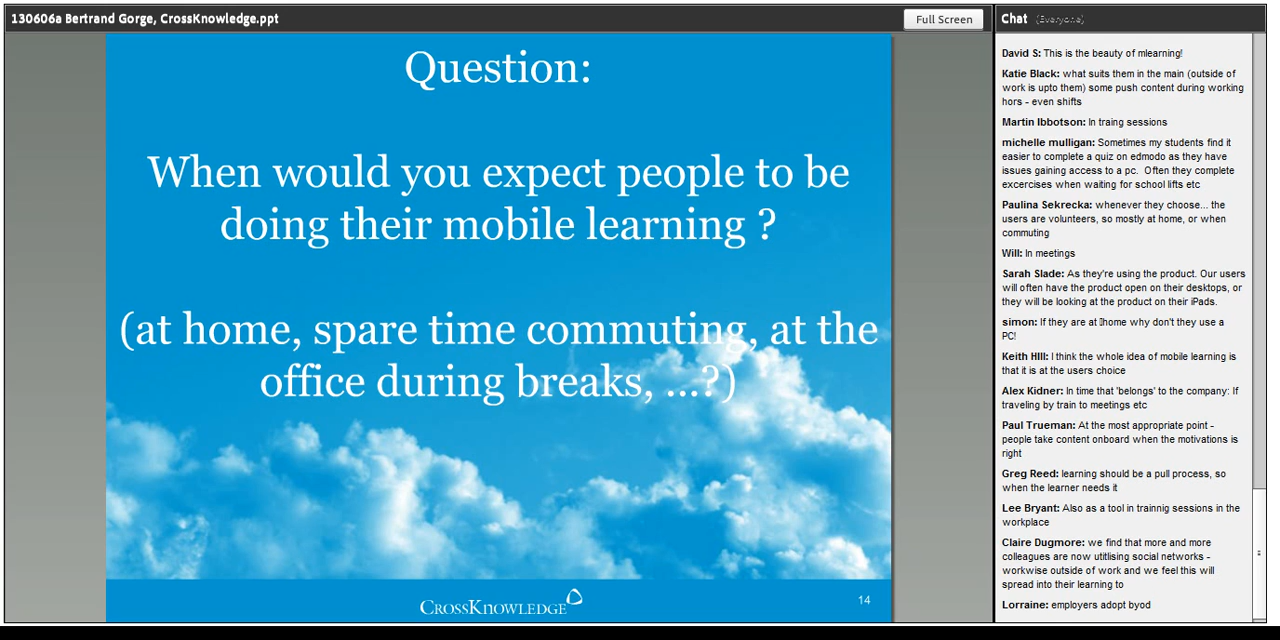 130606a Bertrand Gorge, CrossKnowledge.ppt
Full Screen
Question:
When would you expect people to be
doing their mobile learning ?
(at home, spare time commuting, at the
office during breaks, ...?)
CROSSKNOWLEDGE
14
Chat (Everyone)
David S: This is the beauty of mlearning!
Katie Black: what suits them in the main (outside of
work is upto them) some push content during working
hors - even shifts
Martin Ibbotson: In traing sessions
michelle mulligan: Sometimes my students find it
easier to complete a quiz on edmodo as they have
issues gaining access to a pc. Often they complete
excercises when waiting for school lifts etc
Paulina Sekrecka: whenever they choose... the
users are volunteers, so mostly at home, or when
commuting
Will: In meetings
Sarah Slade: As they're using the product. Our users
will often have the product open on their desktops, or
they will be looking at the product on their iPads.
simon: If they are at home why don't they use a
PC!
Keith HIll: I think the whole idea of mobile learning is
that it is at the users choice
Alex Kidner: In time that 'belongs' to the company: If
traveling by train to meetings etc
Paul Trueman: At the most appropriate point -
people take content onboard when the motivations is
right
Greg Reed: learning should be a pull process, so
when the learner needs it
Lee Bryant: Also as a tool in trainnig sessions in the
workplace
Claire Dugmore: we find that more and more
colleagues are now utitlising social networks -
workwise outside of work and we feel this will
spread into their learning to
Lorraine: employers adopt byod